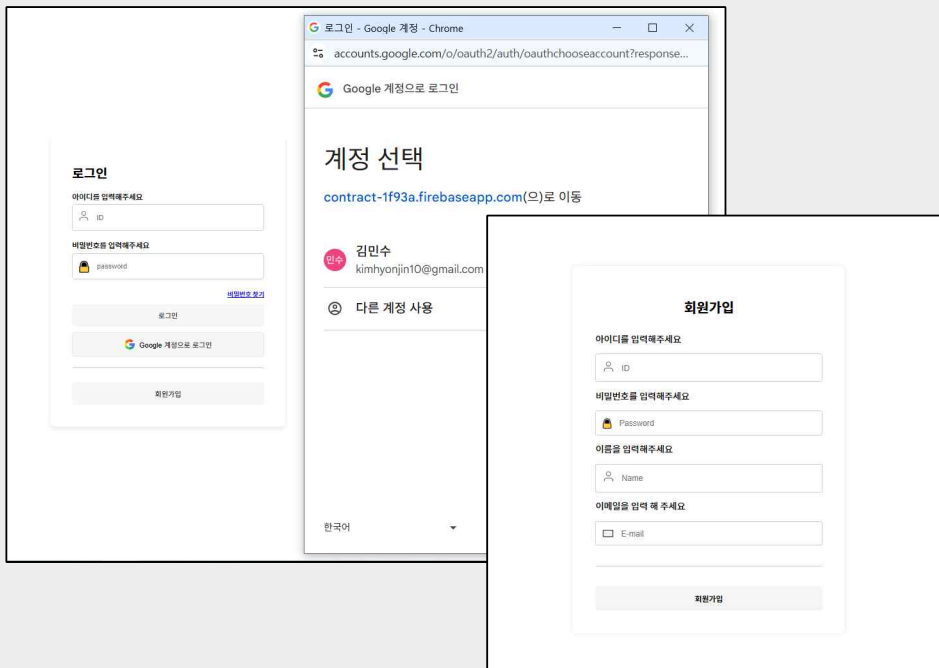 로그인
아이디를 입력해주세요
ID
비밀번호를 입력해주세요
password
비밀번호 찾기
로그인
Google 계정으로 로그인
회원가입
로그인 - Google 계정 - Chrome
accounts.google.com/o/oauth2/auth/oauthchooseaccount?response...
Google 계정으로 로그인
계정 선택
contract-1f93a.firebaseapp.com(으)로 이동
민수
김민수
kimhyonjin10@gmail.com
다른 계정 사용
한국어
회원가입
아이디를 입력해주세요
ID
비밀번호를 입력해주세요
Password
이름을 입력해주세요
Name
이메일을 입력 해 주세요
E-mail
회원가입